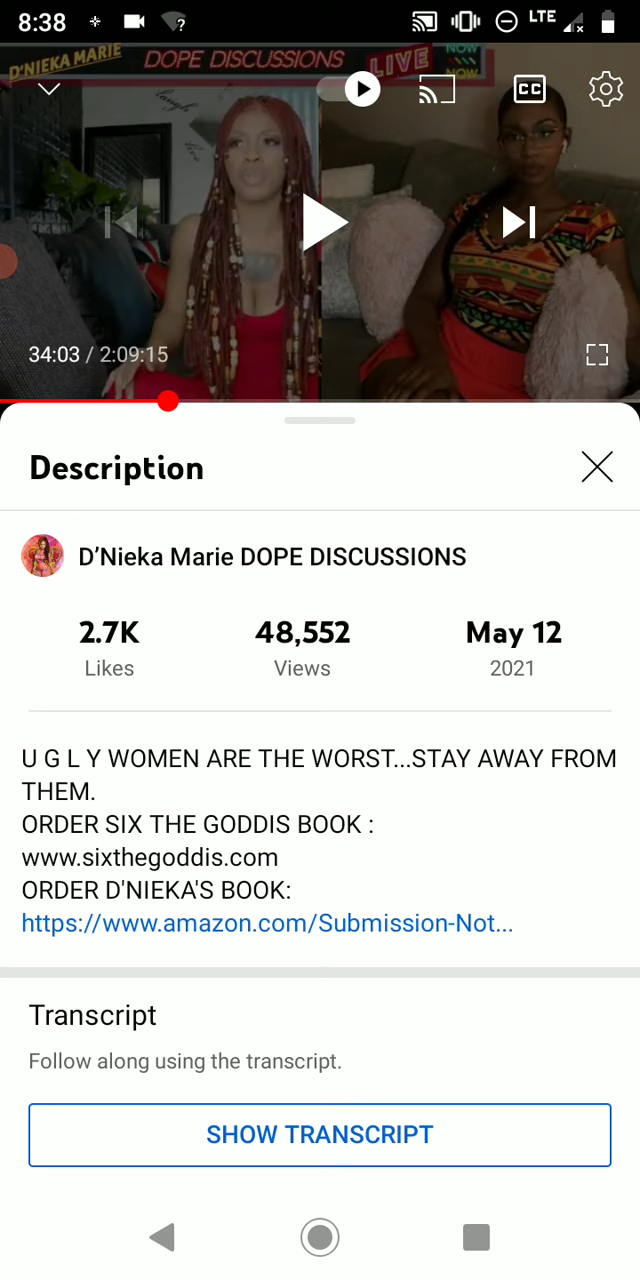 8:38
?
LTE
D'NIEKA MARIE
DOPE DISCUSSIONS
LIVE
NOW
NOW
CC
laugh
34:03 / 2:09:15
Description
D’Nieka Marie DOPE DISCUSSIONS
2.7K 48,552 May 12
Likes Views 2021
U G L Y WOMEN ARE THE WORST...STAY AWAY FROM
THEM.
ORDER SIX THE GODDIS BOOK :
www.sixthegoddis.com
ORDER D'NIEKA'S BOOK:
https://www.amazon.com/Submission-Not...
Transcript
Follow along using the transcript.
SHOW TRANSCRIPT